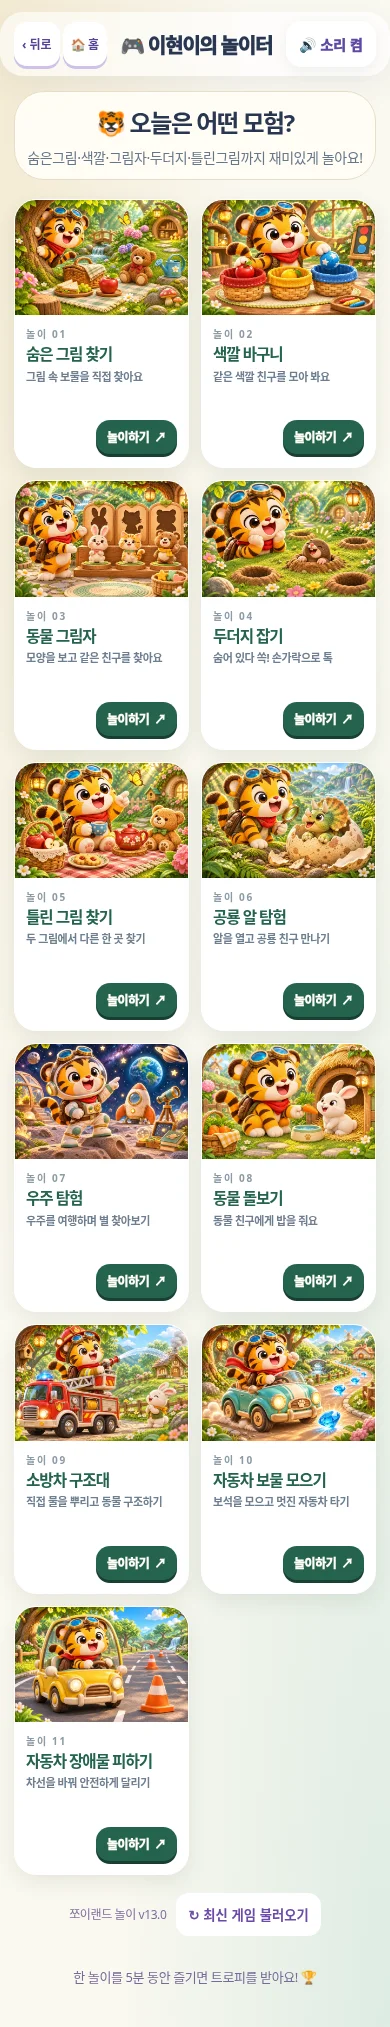 ‹ 뒤로
🏠 홈
🎮 이현이의 놀이터
🔊 소리 켬
🐯 오늘은 어떤 모험?
숨은그림·색깔·그림자·두더지·틀린그림까지 재미있게 놀아요!
놀이 01
숨은 그림 찾기
그림 속 보물을 직접 찾아요
놀이하기 ↗
놀이 02
색깔 바구니
같은 색깔 친구를 모아 봐요
놀이하기 ↗
놀이 03
동물 그림자
모양을 보고 같은 친구를 찾아요
놀이하기 ↗
놀이 04
두더지 잡기
숨어 있다 쏙! 손가락으로 톡
놀이하기 ↗
놀이 05
틀린 그림 찾기
두 그림에서 다른 한 곳 찾기
놀이하기 ↗
놀이 06
공룡 알 탐험
알을 열고 공룡 친구 만나기
놀이하기 ↗
놀이 07
우주 탐험
우주를 여행하며 별 찾아보기
놀이하기 ↗
놀이 08
동물 돌보기
동물 친구에게 밥을 줘요
놀이하기 ↗
놀이 09
소방차 구조대
직접 물을 뿌리고 동물 구조하기
놀이하기 ↗
놀이 10
자동차 보물 모으기
보석을 모으고 멋진 자동차 타기
놀이하기 ↗
놀이 11
자동차 장애물 피하기
차선을 바꿔 안전하게 달리기
놀이하기 ↗
쪼이랜드 놀이 v13.0
↻ 최신 게임 불러오기
한 놀이를 5분 동안 즐기면 트로피를 받아요! 🏆